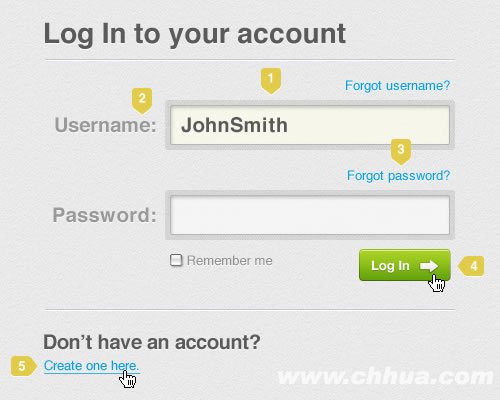 Log In to your account
1
Forgot username?
2
Username:
JohnSmith
3
Forgot password?
Password:
Remember me
Log In
4
Don't have an account?
5
Create one here.
www.chhua.com